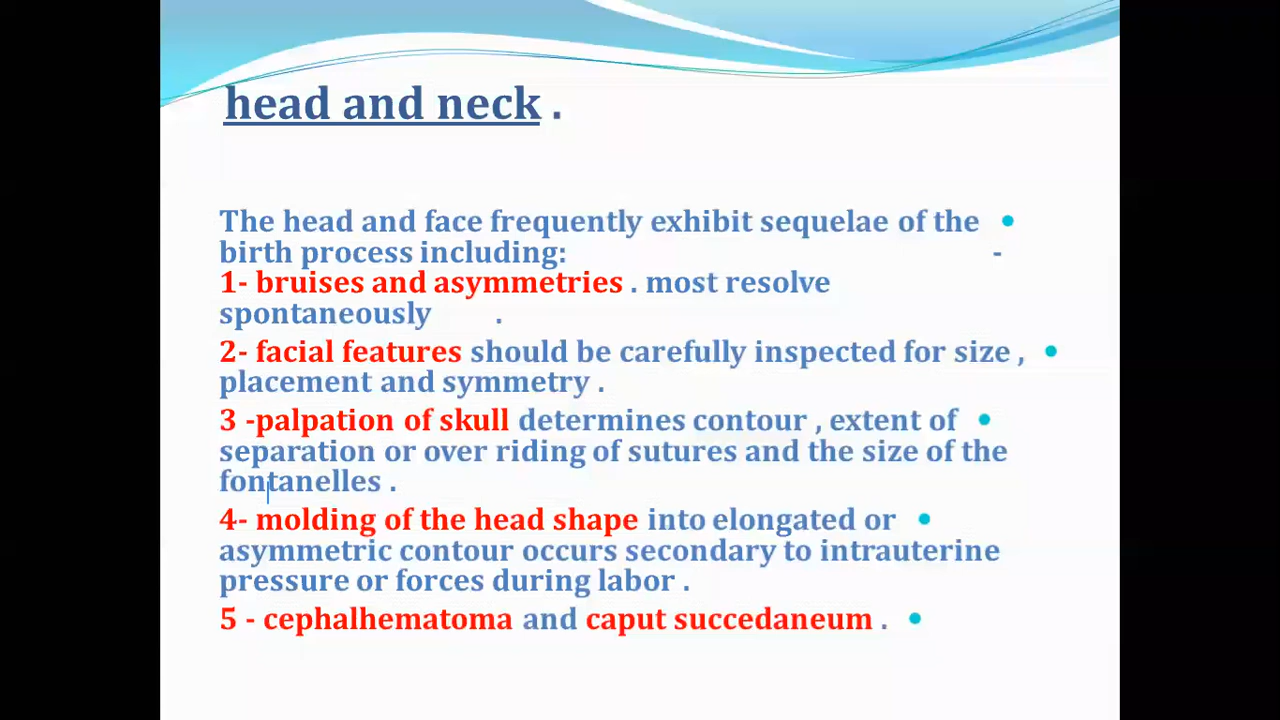 head and neck .
The head and face frequently exhibit sequelae of the •
birth process including: -
1- bruises and asymmetries . most resolve
spontaneously .
2- facial features should be carefully inspected for size , •
placement and symmetry .
3 -palpation of skull determines contour , extent of •
separation or over riding of sutures and the size of the
fontanelles .
4- molding of the head shape into elongated or •
asymmetric contour occurs secondary to intrauterine
pressure or forces during labor .
5 - cephalhematoma and caput succedaneum . •